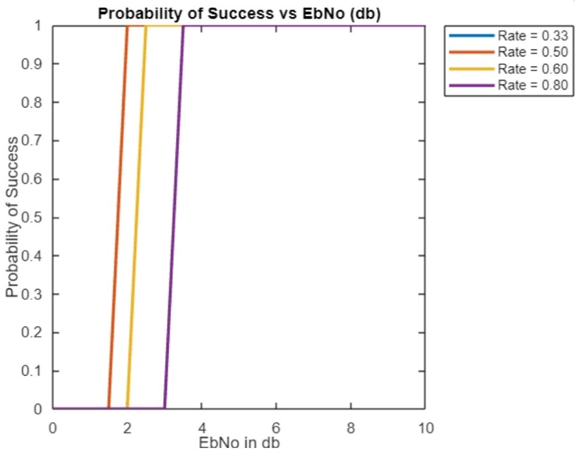 Probability of Success vs EbNo (db)
Rate = 0.33
Rate = 0.50
Rate = 0.60
Rate = 0.80
Probability of Success
1
0.9
0.8
0.7
0.6
0.5
0.4
0.3
0.2
0.1
0
0 2 4 6 8 10
EbNo in db